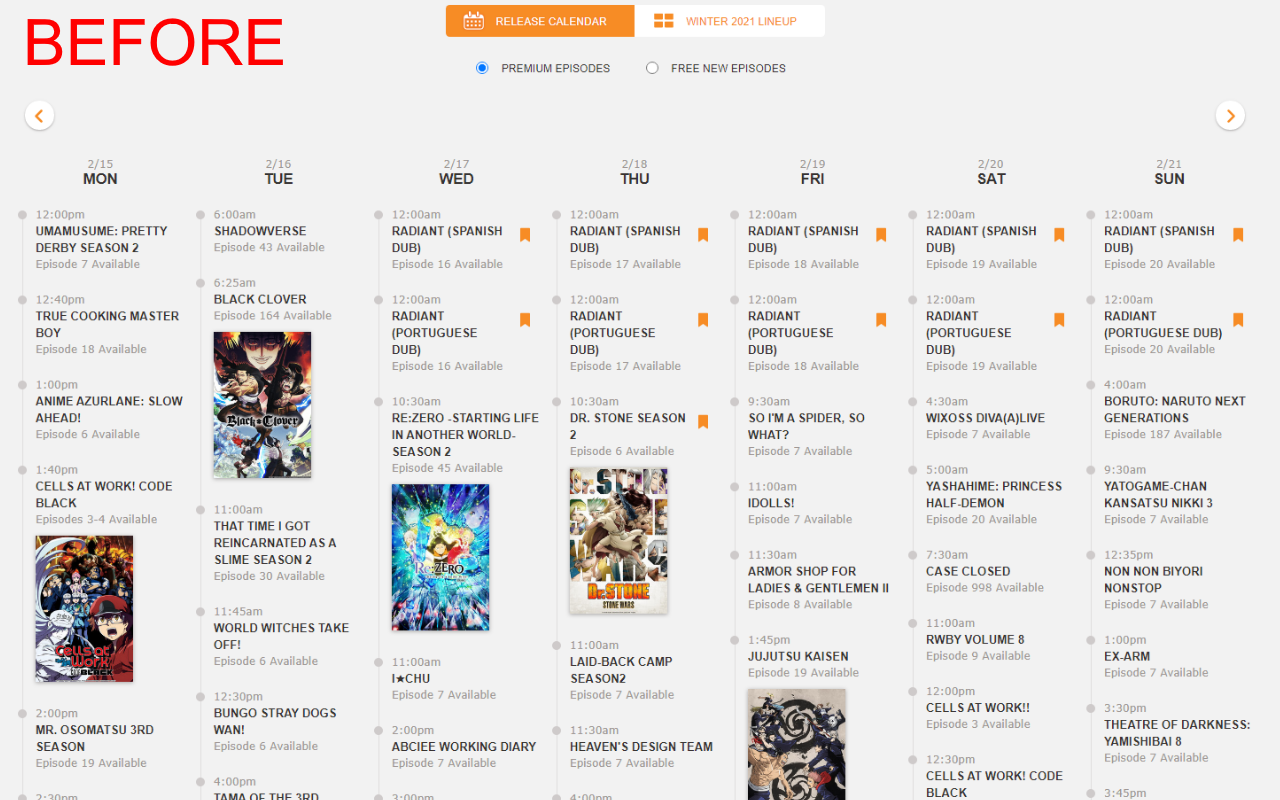 BEFORE
RELEASE CALENDAR
WINTER 2021 LINEUP
PREMIUM EPISODES
FREE NEW EPISODES
2/15
MON
12:00pm
UMAMUSUME: PRETTY
DERBY SEASON 2
Episode 7 Available
12:40pm
TRUE COOKING MASTER
BOY
Episode 18 Available
1:00pm
ANIME AZURLANE: SLOW
AHEAD!
Episode 6 Available
1:40pm
CELLS AT WORK! CODE
BLACK
Episodes 3-4 Available
Cells at
Work!
CODE BLACK
2:00pm
MR. OSOMATSU 3RD
SEASON
Episode 19 Available
2:30pm
2/16
TUE
6:00am
SHADOWVERSE
Episode 43 Available
6:25am
BLACK CLOVER
Episode 164 Available
Black Clover
11:00am
THAT TIME I GOT
REINCARNATED AS A
SLIME SEASON 2
Episode 30 Available
11:45am
WORLD WITCHES TAKE
OFF!
Episode 6 Available
12:30pm
BUNGO STRAY DOGS
WAN!
Episode 6 Available
4:00pm
TAMA OF THE 3RD
2/17
WED
12:00am
RADIANT (SPANISH
DUB)
Episode 16 Available
12:00am
RADIANT
(PORTUGUESE
DUB)
Episode 16 Available
10:30am
RE:ZERO -STARTING LIFE
IN ANOTHER WORLD-
SEASON 2
Episode 45 Available
Re:ZERO
11:00am
I★CHU
Episode 7 Available
2:00pm
ABCIEE WORKING DIARY
Episode 7 Available
3:00pm
2/18
THU
12:00am
RADIANT (SPANISH
DUB)
Episode 17 Available
12:00am
RADIANT
(PORTUGUESE
DUB)
Episode 17 Available
10:30am
DR. STONE SEASON
2
Episode 6 Available
Dr.STONE
WARS
Dr.STONE
STONE WARS
11:00am
LAID-BACK CAMP
SEASON2
Episode 7 Available
11:30am
HEAVEN'S DESIGN TEAM
Episode 7 Available
4:00pm
2/19
FRI
12:00am
RADIANT (SPANISH
DUB)
Episode 18 Available
12:00am
RADIANT
(PORTUGUESE
DUB)
Episode 18 Available
9:30am
SO I'M A SPIDER, SO
WHAT?
Episode 7 Available
11:00am
IDOLLS!
Episode 7 Available
11:30am
ARMOR SHOP FOR
LADIES & GENTLEMEN II
Episode 8 Available
1:45pm
JUJUTSU KAISEN
Episode 19 Available
2/20
SAT
12:00am
RADIANT (SPANISH
DUB)
Episode 19 Available
12:00am
RADIANT
(PORTUGUESE
DUB)
Episode 19 Available
4:30am
WIXOSS DIVA(A)LIVE
Episode 7 Available
5:00am
YASHAHIME: PRINCESS
HALF-DEMON
Episode 20 Available
7:30am
CASE CLOSED
Episode 998 Available
11:00am
RWBY VOLUME 8
Episode 9 Available
12:00pm
CELLS AT WORK!!
Episode 3 Available
12:30pm
CELLS AT WORK! CODE
BLACK
2/21
SUN
12:00am
RADIANT (SPANISH
DUB)
Episode 20 Available
12:00am
RADIANT
(PORTUGUESE DUB)
Episode 20 Available
4:00am
BORUTO: NARUTO NEXT
GENERATIONS
Episode 187 Available
9:30am
YATOGAME-CHAN
KANSATSU NIKKI 3
Episode 7 Available
12:35pm
NON NON BIYORI
NONSTOP
Episode 7 Available
1:00pm
EX-ARM
Episode 7 Available
3:30pm
THEATRE OF DARKNESS:
YAMISHIBAI 8
Episode 7 Available
3:45pm